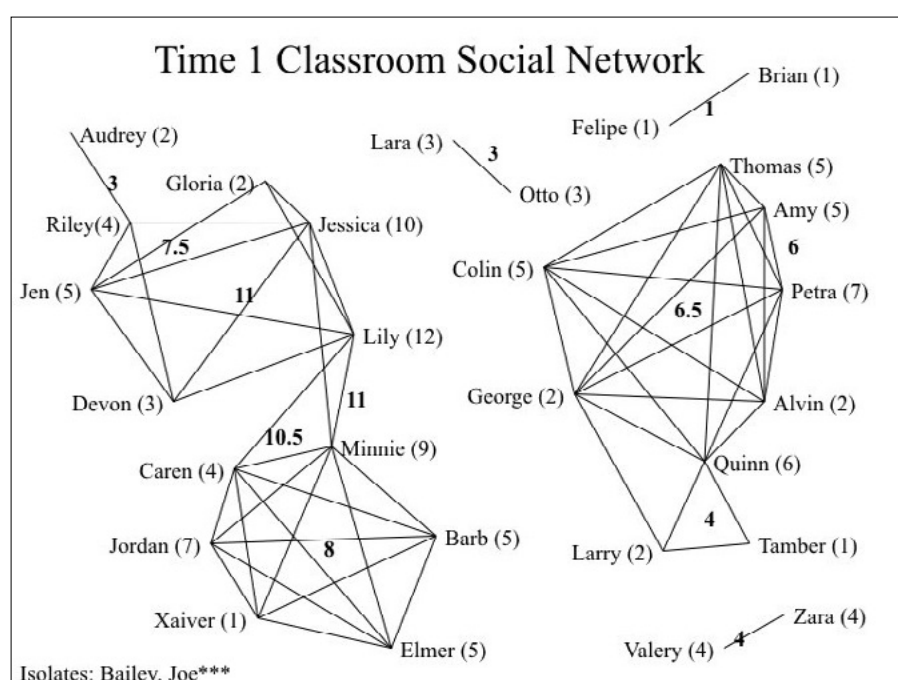 Time 1 Classroom Social Network
Brian (1)
1
Felipe (1)
Audrey (2)
Lara (3)
3
Otto (3)
Thomas (5)
3
Gloria (2)
Amy (5)
Riley(4)
Jessica (10)
7.5
6
Colin (5)
Jen (5)
11
Petra (7)
6.5
Lily (12)
Devon (3)
11
George (2)
Alvin (2)
10.5
Minnie (9)
Caren (4)
Quinn (6)
4
Jordan (7)
8
Barb (5)
Larry (2)
Tamber (1)
Xaiver (1)
Elmer (5)
Zara (4)
4
Valery (4)
Isolates: Bailey, Joe***